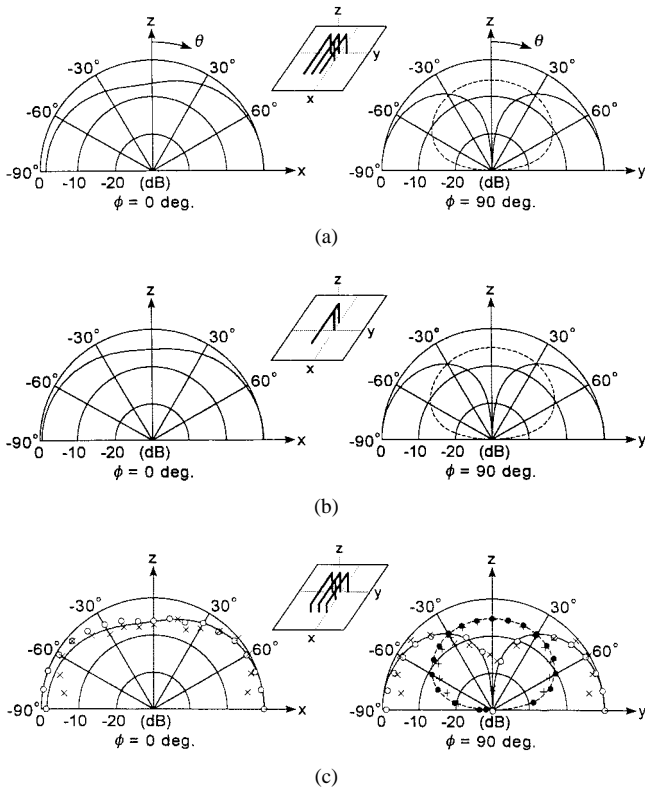 z
θ
-30°
30°
-60°
60°
-90°
x
0 -10 -20 (dB)
ϕ = 0 deg.
z
y
x
z
θ
-30°
30°
-60°
60°
-90°
y
0 -10 -20 (dB)
ϕ = 90 deg.
(a)
z
-30°
30°
-60°
60°
-90°
x
0 -10 -20 (dB)
ϕ = 0 deg.
z
y
x
z
-30°
30°
-60°
60°
-90°
y
0 -10 -20 (dB)
ϕ = 90 deg.
(b)
z
-30°
30°
-60°
60°
-90°
x
0 -10 -20 (dB)
ϕ = 0 deg.
z
y
x
z
-30°
30°
-60°
60°
-90°
y
0 -10 -20 (dB)
ϕ = 90 deg.
(c)